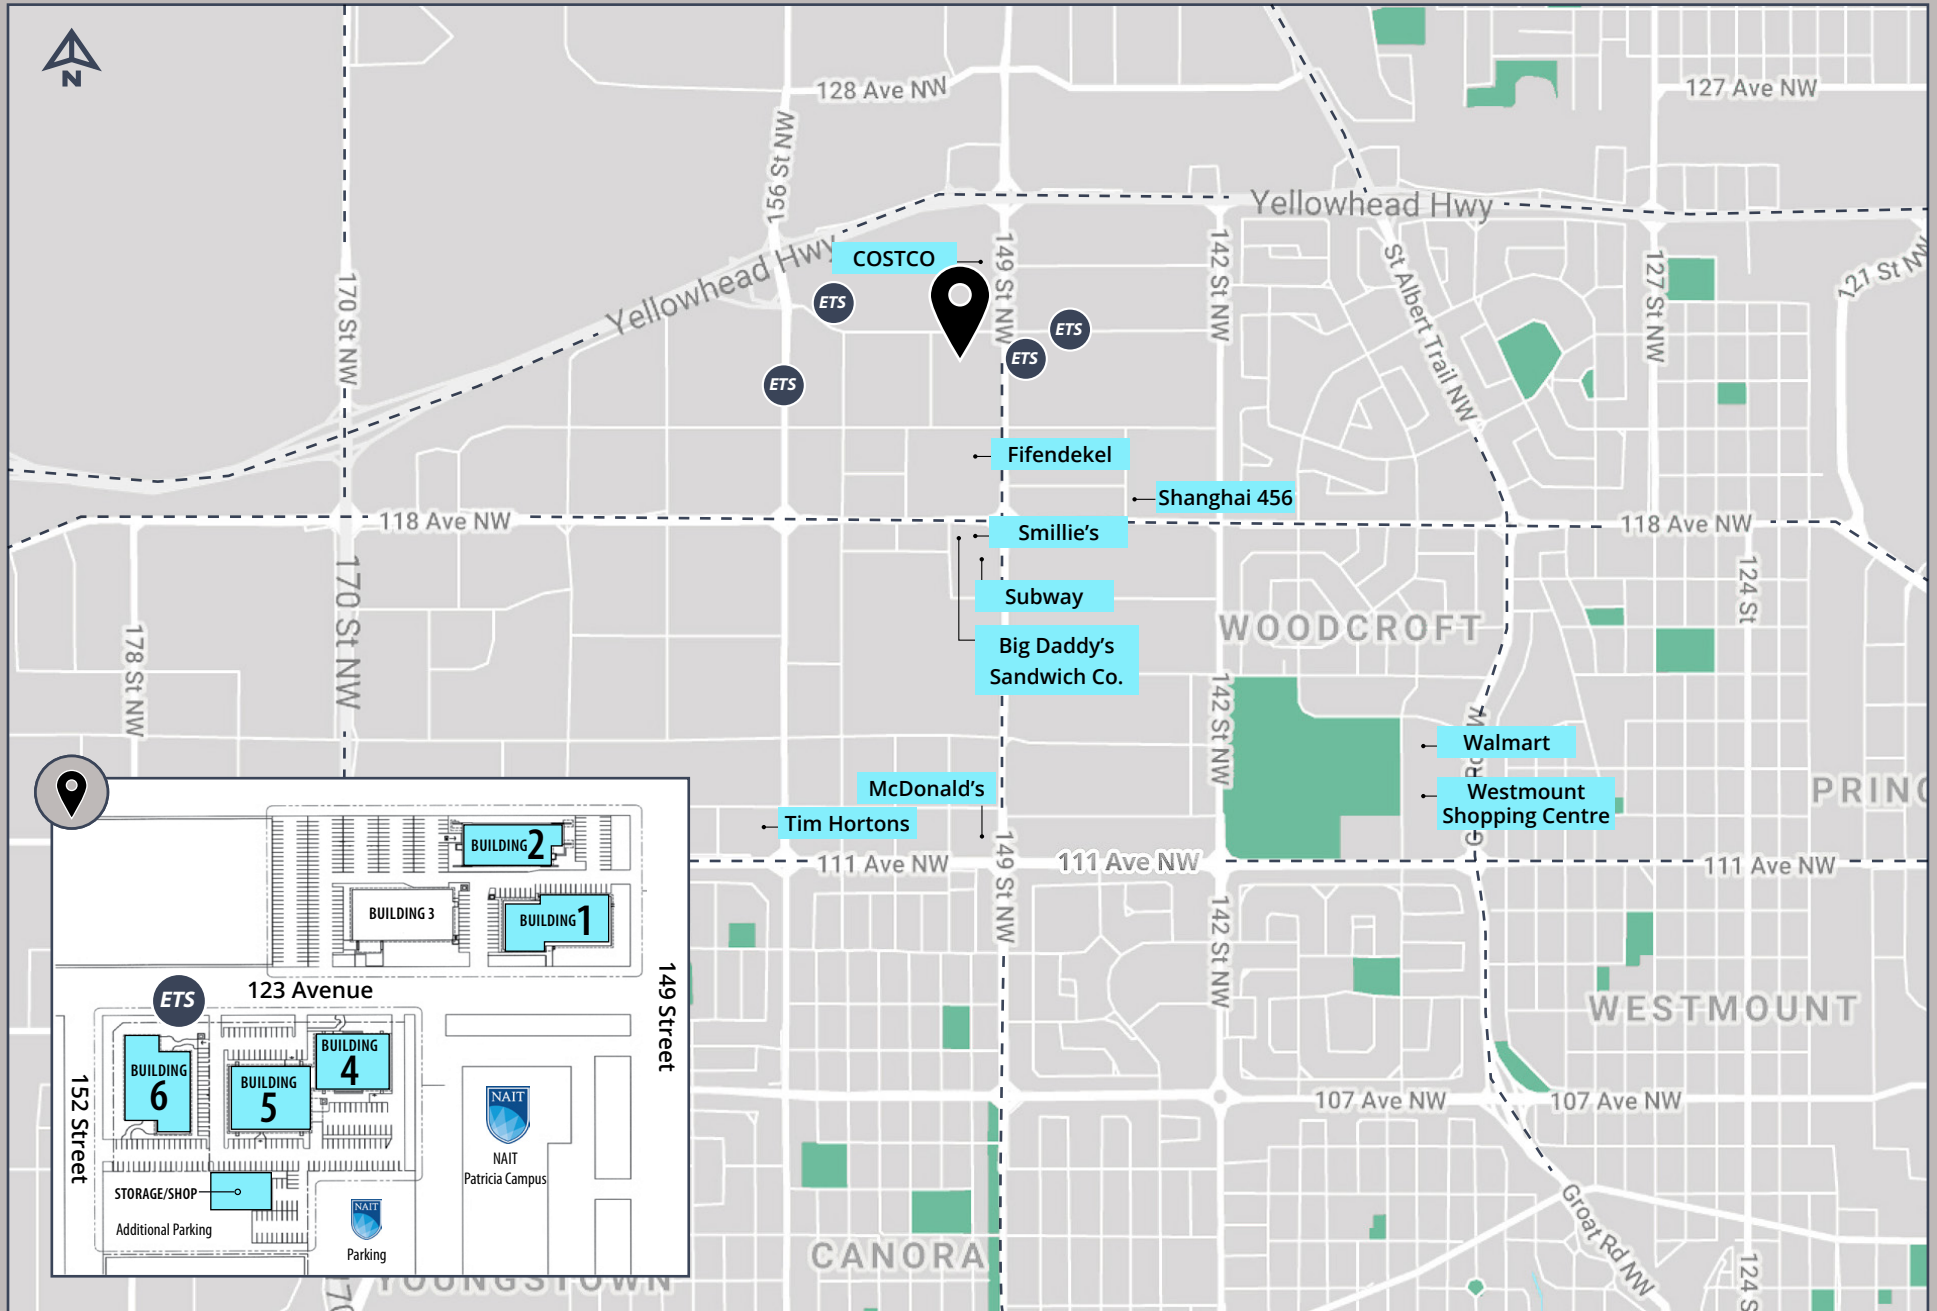 N
128 Ave NW
127 Ave NW
156 St NW
Yellowhead Hwy
Yellowhead Hwy
COSTCO
149 St NW
142 St NW
St Albert Trail NW
127 St NW
121 St NW
170 St NW
ETS
ETS
ETS
ETS
Fifendekel
Shanghai 456
118 Ave NW
118 Ave NW
Smillie's
Subway
Big Daddy's
Sandwich Co.
WOODCROFT
124 St
170 St NW
178 St NW
142 St NW
Walmart
Westmount
Shopping Centre
McDonald's
Tim Hortons
111 Ave NW
111 Ave NW
111 Ave NW
149 St NW
142 St NW
WESTMOUNT
107 Ave NW
107 Ave NW
Groat Rd NW
CANORA
YOUNGSTOWN
BUILDING 2
BUILDING 3
BUILDING 1
123 Avenue
149 Street
ETS
BUILDING
4
BUILDING
5
BUILDING
6
152 Street
NAIT
NAIT
Patricia Campus
STORAGE/SHOP
Additional Parking
NAIT
Parking